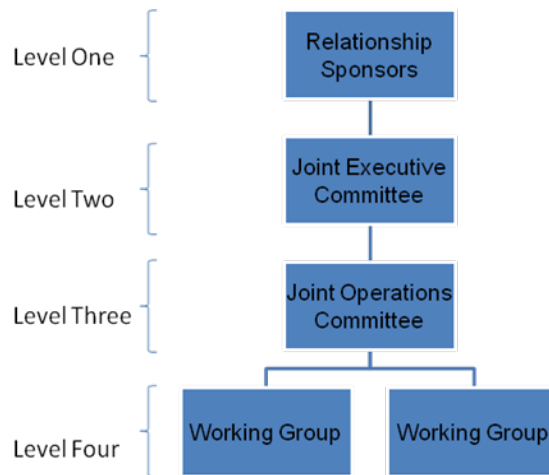 Level One
Relationship
Sponsors
Level Two
Joint Executive
Committee
Level Three
Joint Operations
Committee
Level Four
Working Group
Working Group